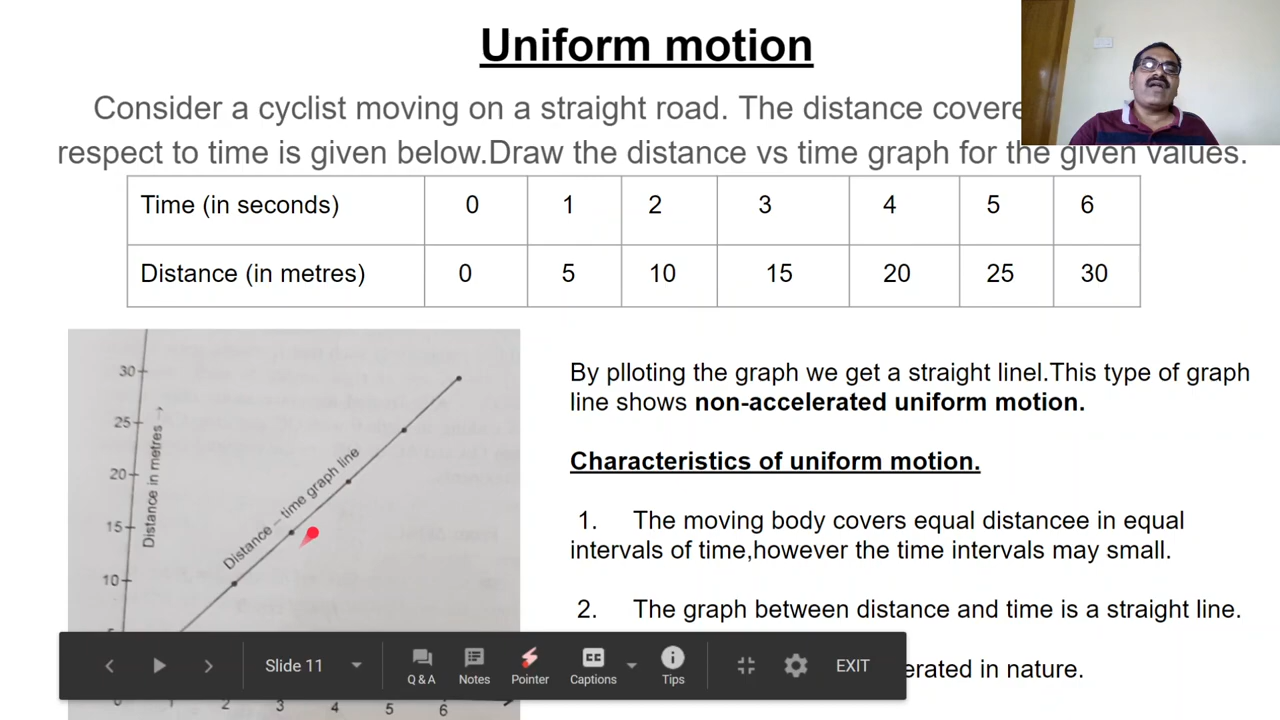 Uniform motion
Consider a cyclist moving on a straight road. The distance
respect to time is given below.Draw the distance vs time graph for the given values.
Time (in seconds) 0 1 2 3 4 5 6
Distance (in metres) 0 5 10 15 20 25 30
30
25
20
15
10
Distance in metres →
Distance – time graph line
2 3 4 5 6
By plloting the graph we get a straight linel.This type of graph
line shows non-accelerated uniform motion.
Characteristics of uniform motion.
1. The moving body covers equal distancee in equal
intervals of time,however the time intervals may small.
2. The graph between distance and time is a straight line.
in nature.
Slide 11
Q & A
Notes
Pointer
CC
Captions
Tips
EXIT